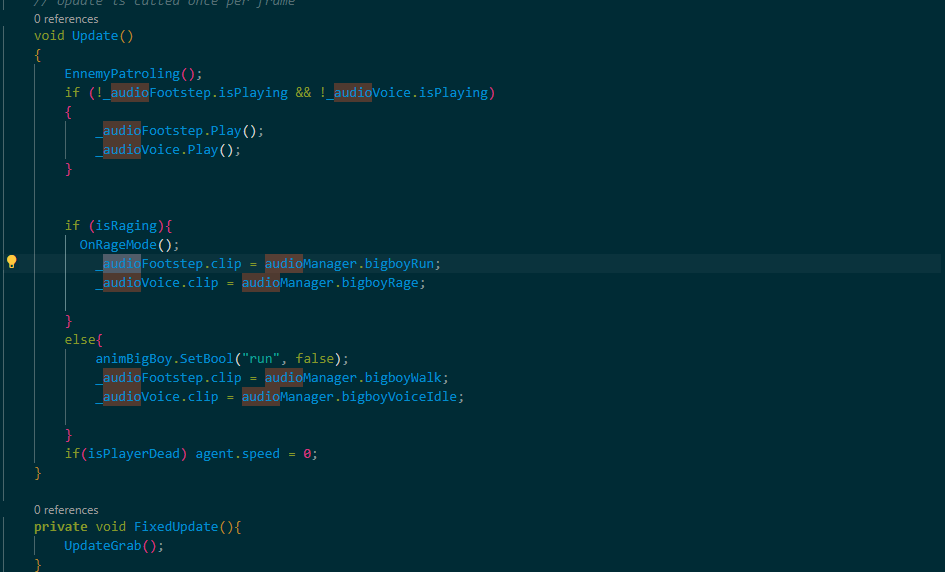 // Update is called once per frame
0 references
void Update()
{
EnnemyPatroling();
if (!_audioFootstep.isPlaying && !_audioVoice.isPlaying)
{
_audioFootstep.Play();
_audioVoice.Play();
}
if (isRaging){
OnRageMode();
_audioFootstep.clip = audioManager.bigboyRun;
_audioVoice.clip = audioManager.bigboyRage;
}
else{
animBigBoy.SetBool("run", false);
_audioFootstep.clip = audioManager.bigboyWalk;
_audioVoice.clip = audioManager.bigboyVoiceIdle;
}
if(isPlayerDead) agent.speed = 0;
}
0 references
private void FixedUpdate(){
UpdateGrab();
}